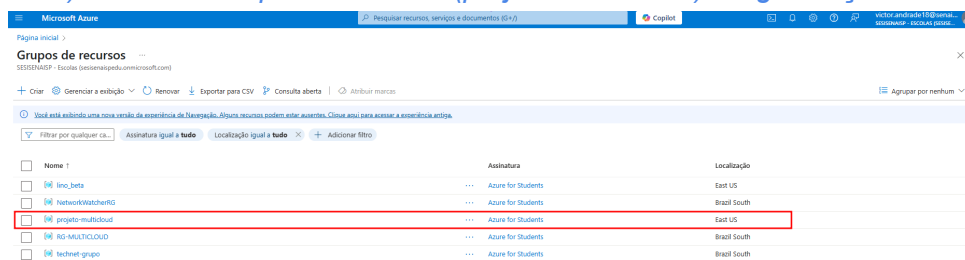 Microsoft Azure
Pesquisar recursos, serviços e documentos (G+/)
Copilot
victor.andrade18@senai...
SESISENAISP - ESCOLAS (SESISE...
Página inicial >
Grupos de recursos ...
SESISENAISP - Escolas (sesisenaispedu.onmicrosoft.com)
+ Criar Gerenciar a exibição Renovar Exportar para CSV Consulta aberta Atribuir marcas Agrupar por nenhum
Você está exibindo uma nova versão da experiência de Navegação. Alguns recursos podem estar ausentes. Clique aqui para acessar a experiência antiga.
Filtrar por qualquer ca... Assinatura igual a tudo Localização igual a tudo × + Adicionar filtro
Nome ↑ Assinatura Localização
lino_beta ... Azure for Students East US
NetworkWatcherRG ... Azure for Students Brazil South
projeto-multicloud ... Azure for Students East US
RG-MULTICLOUD ... Azure for Students Brazil South
technet-grupo ... Azure for Students Brazil South